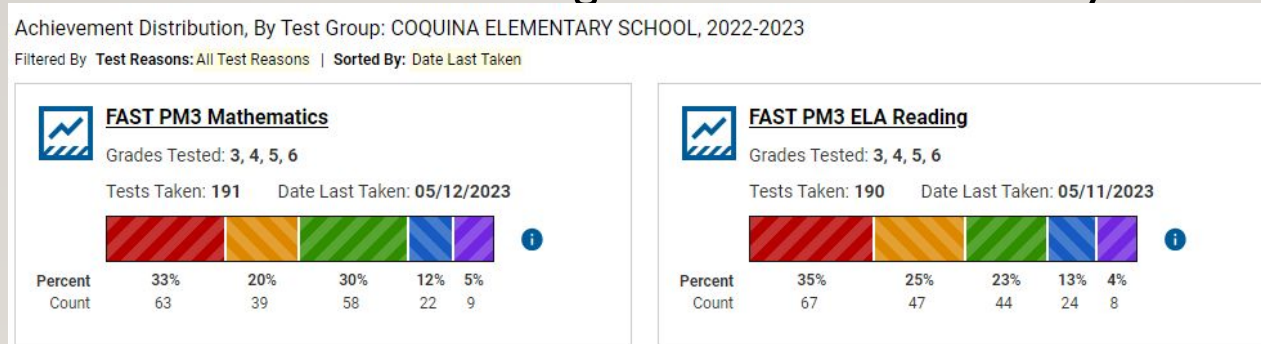 Achievement Distribution, By Test Group: COQUINA ELEMENTARY SCHOOL, 2022-2023
Filtered By Test Reasons: All Test Reasons | Sorted By: Date Last Taken
FAST PM3 Mathematics
Grades Tested: 3, 4, 5, 6
Tests Taken: 191 Date Last Taken: 05/12/2023
Percent 33% 20% 30% 12% 5%
Count 63 39 58 22 9
FAST PM3 ELA Reading
Grades Tested: 3, 4, 5, 6
Tests Taken: 190 Date Last Taken: 05/11/2023
Percent 35% 25% 23% 13% 4%
Count 67 47 44 24 8